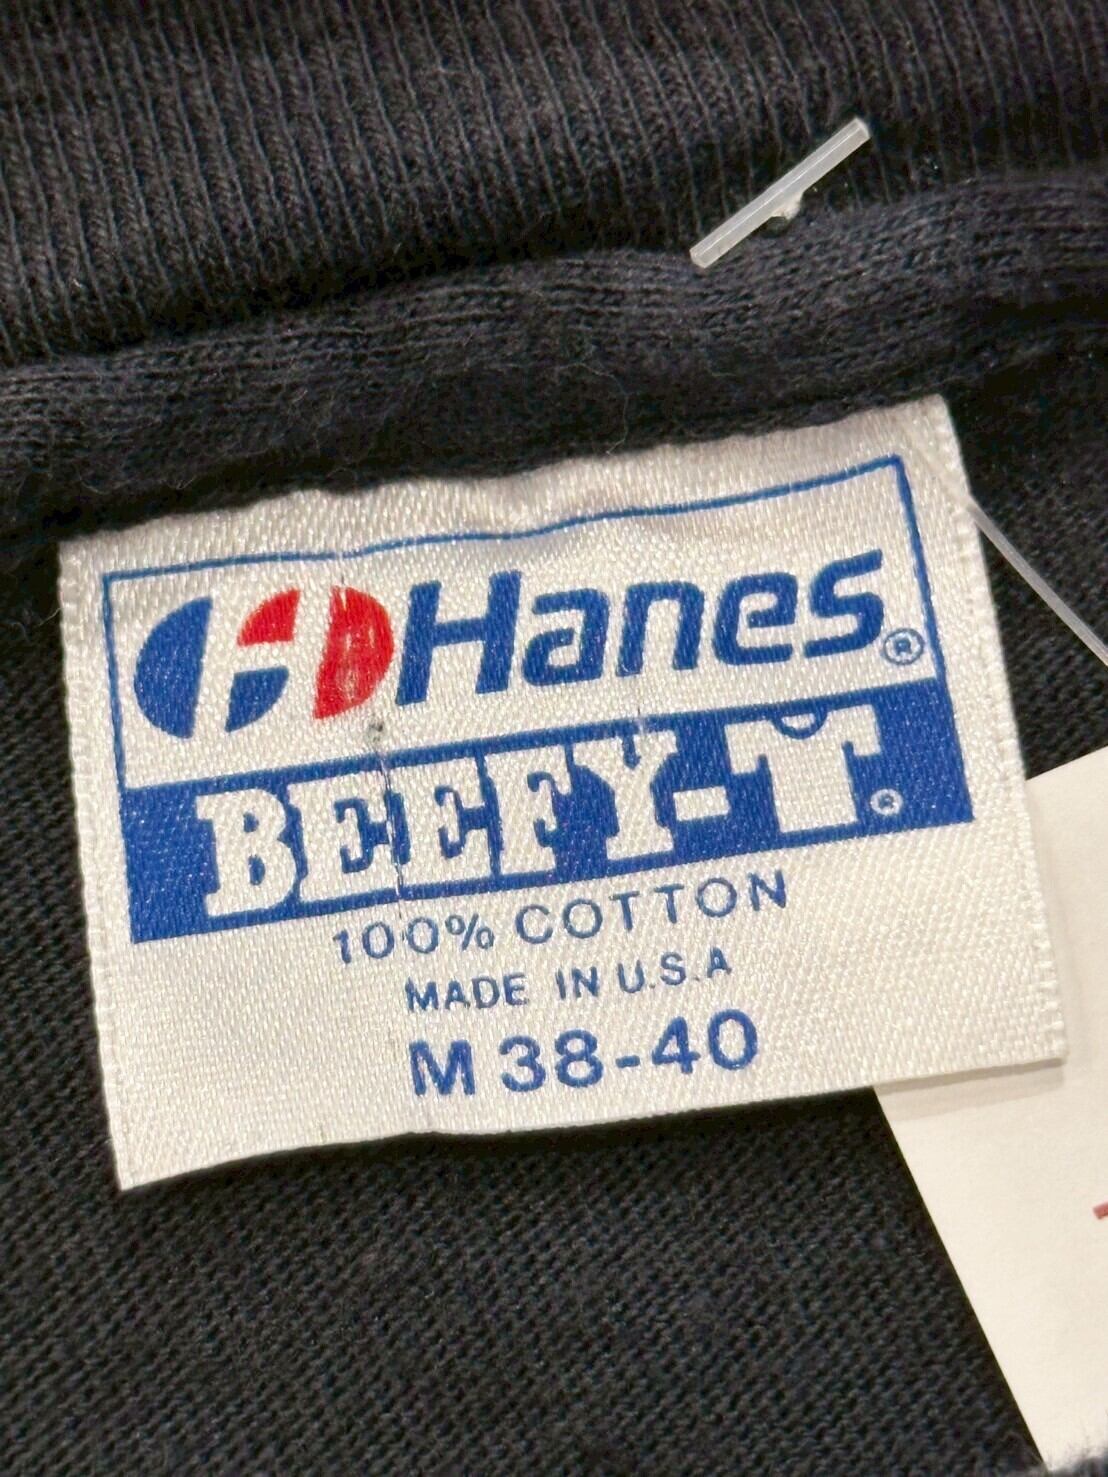 Hanes®
BEEFY-T®
100% COTTON
MADE IN U.S.A
M 38-40